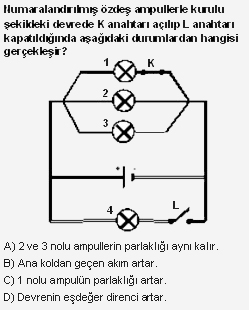 Numaralandırılmış özdeş ampullerle kurulu
şekildeki devrede K anahtarı açılıp L anahtarı
kapatıldığında aşağıdaki durumlardan hangisi
gerçekleşir?
1 K
2
3
+ -
4 L
A) 2 ve 3 nolu ampullerin parlaklığı aynı kalır.
B) Ana koldan geçen akım artar.
C) 1 nolu ampulün parlaklığı artar.
D) Devrenin eşdeğer direnci artar.